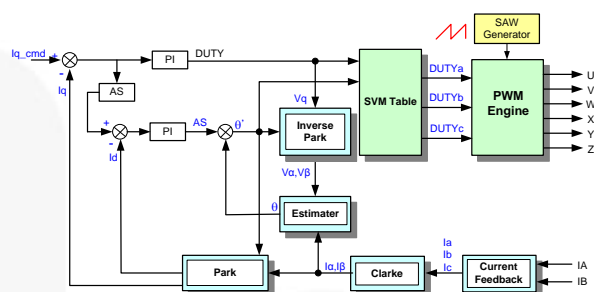 SAW
Generator
Iq_cmd
+
-
Iq
PI
DUTY
AS
SVM Table
DUTYa
DUTYb
DUTYc
PWM
Engine
U
V
W
X
Y
Z
Vq
+
-
Id
PI
AS
θ*
Inverse
Park
Vα,Vβ
θ
Estimater
Park
Iα,Iβ
Clarke
Ia
Ib
Ic
Current
Feedback
IA
IB